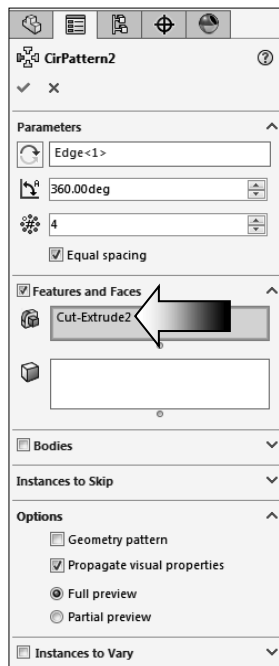 CirPattern2
Parameters
Edge<1>
360.00deg
4
Equal spacing
Features and Faces
Cut-Extrude2
Bodies
Instances to Skip
Options
Geometry pattern
Propagate visual properties
Full preview
Partial preview
Instances to Vary